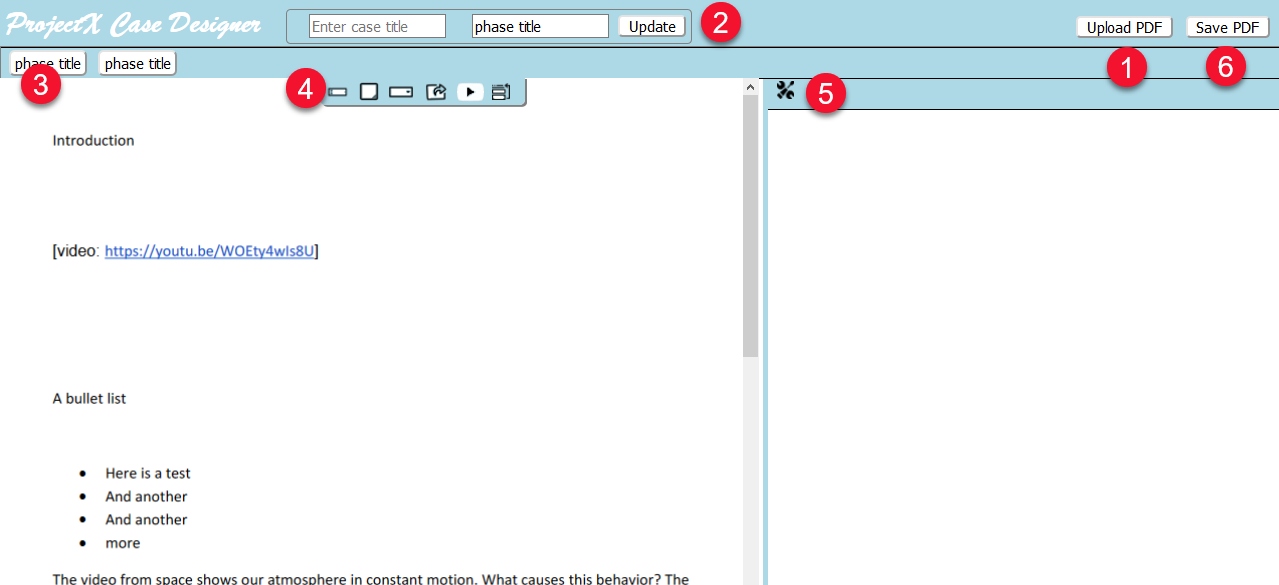 ProjectX Case Designer
Enter case title
phase title
Update
2
Upload PDF
Save PDF
phase title
phase title
3
4
5
1
6
Introduction
[video: https://youtu.be/WOEty4wIs8U]
A bullet list
• Here is a test
• And another
• And another
• more
The video from space shows our atmosphere in constant motion. What causes this behavior? The